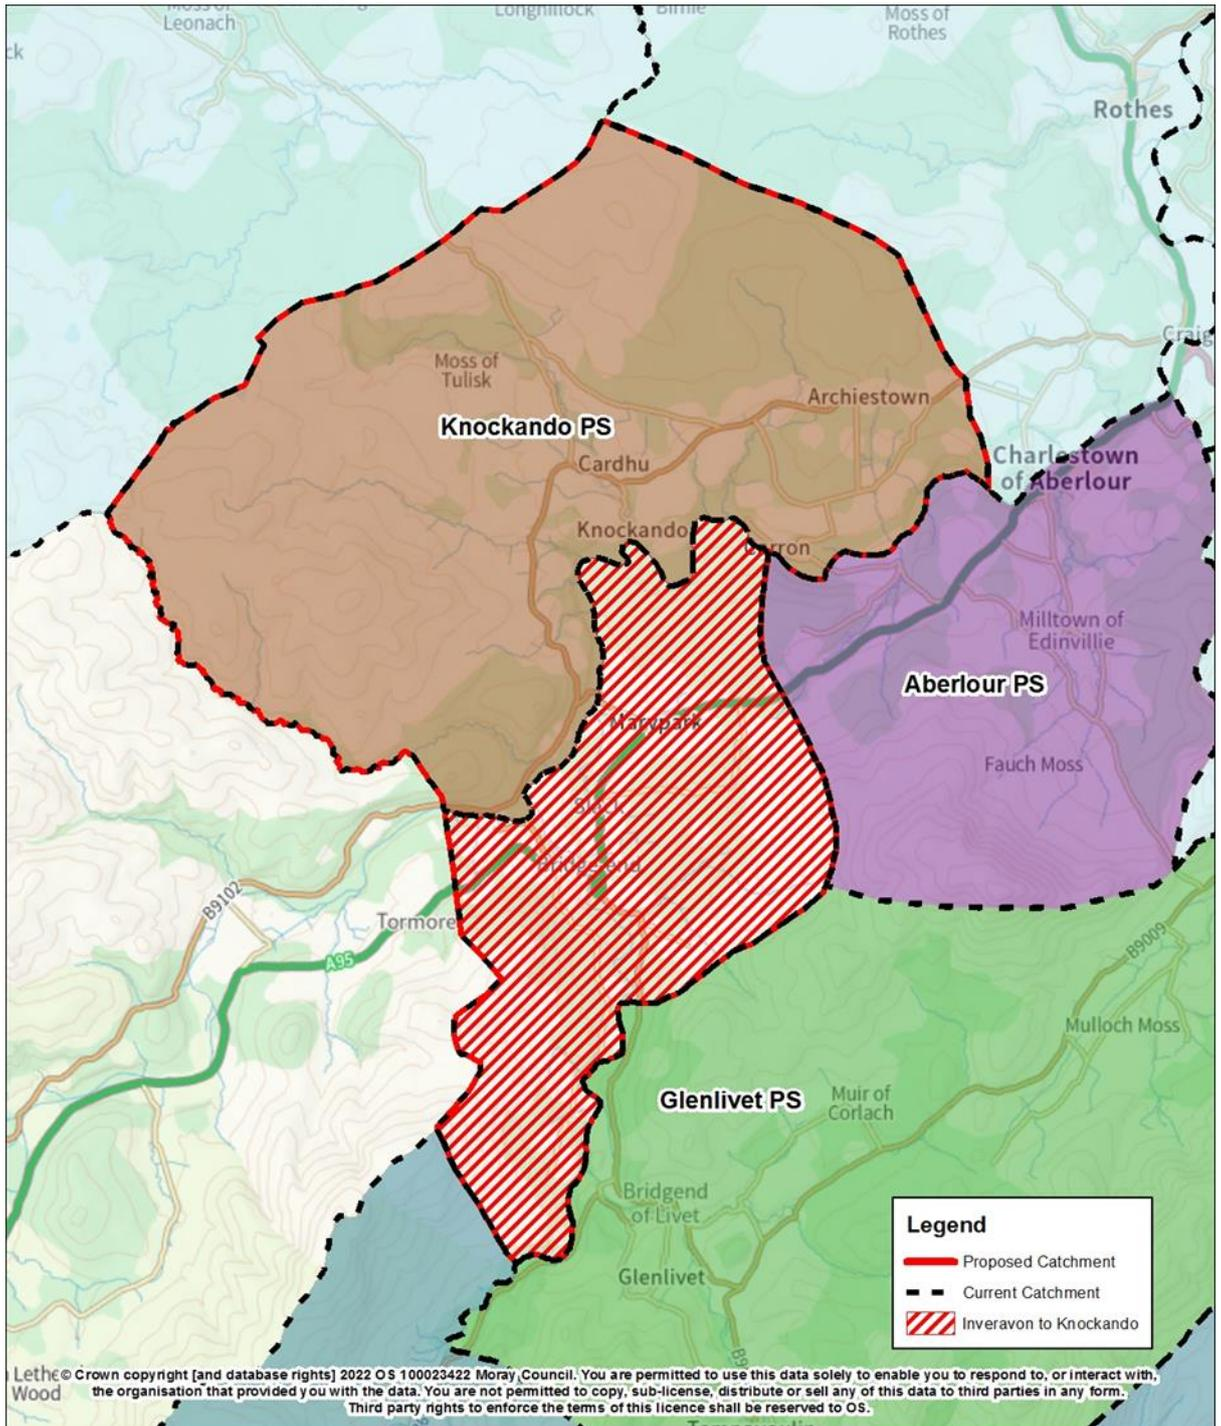 Leonach
Longhillock
Birnie
Moss of
Rothes
ck
Rothes
Craig
Moss of
Tulisk
Archiestown
Knockando PS
Cardhu
Charlestown
of Aberlour
Knockando
Carron
Milltown of
Edinvillie
Aberlour PS
Marypark
Fauch Moss
Bridgend
B9102
Tormore
A95
B9009
Mulloch Moss
Glenlivet PS
Muir of
Corlach
Bridgend
of Livet
Glenlivet
Legend
Proposed Catchment
Current Catchment
Inveravon to Knockando
Lethe
Wood
© Crown copyright [and database rights] 2022 OS 100023422 Moray Council. You are permitted to use this data solely to enable you to respond to, or interact with,
the organisation that provided you with the data. You are not permitted to copy, sub-license, distribute or sell any of this data to third parties in any form.
Third party rights to enforce the terms of this licence shall be reserved to OS.